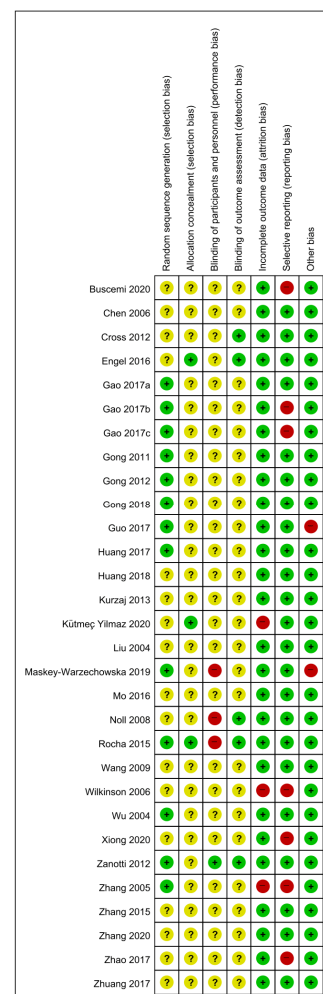 Random sequence generation (selection bias)
Allocation concealment (selection bias)
Blinding of participants and personnel (performance bias)
Blinding of outcome assessment (detection bias)
Incomplete outcome data (attrition bias)
Selective reporting (reporting bias)
Other bias
Buscemi 2020 ? ? ? ? + - +
Chen 2006 ? ? ? ? + + +
Cross 2012 ? ? ? + + + +
Engel 2016 ? + ? + + + +
Gao 2017a + ? ? ? + + +
Gao 2017b + ? ? ? + - +
Gao 2017c + ? ? ? + - +
Gong 2011 + ? ? ? + + +
Gong 2012 + ? ? ? + + +
Cong 2018 + ? ? ? + + +
Guo 2017 + ? ? ? + + -
Huang 2017 + ? ? ? + + +
Huang 2018 ? ? ? ? + + +
Kurzaj 2013 ? ? ? ? + + +
Kütmeç Yilmaz 2020 ? + ? ? - + +
Liu 2004 ? ? ? ? + + +
Maskey-Warzechowska 2019 + ? - ? + + -
Mo 2016 ? ? ? ? + + +
Noll 2008 ? ? - + + + +
Rocha 2015 + + - + + + +
Wang 2009 ? ? ? ? + + +
Wilkinson 2006 ? ? ? ? - - +
Wu 2004 + ? ? ? + + +
Xiong 2020 ? ? ? ? + - +
Zanotti 2012 + ? + + + + +
Zhang 2005 + ? ? ? - - +
Zhang 2015 ? ? ? ? + + +
Zhang 2020 ? ? ? ? + + +
Zhao 2017 ? ? ? ? + - +
Zhuang 2017 ? ? ? ? + + +